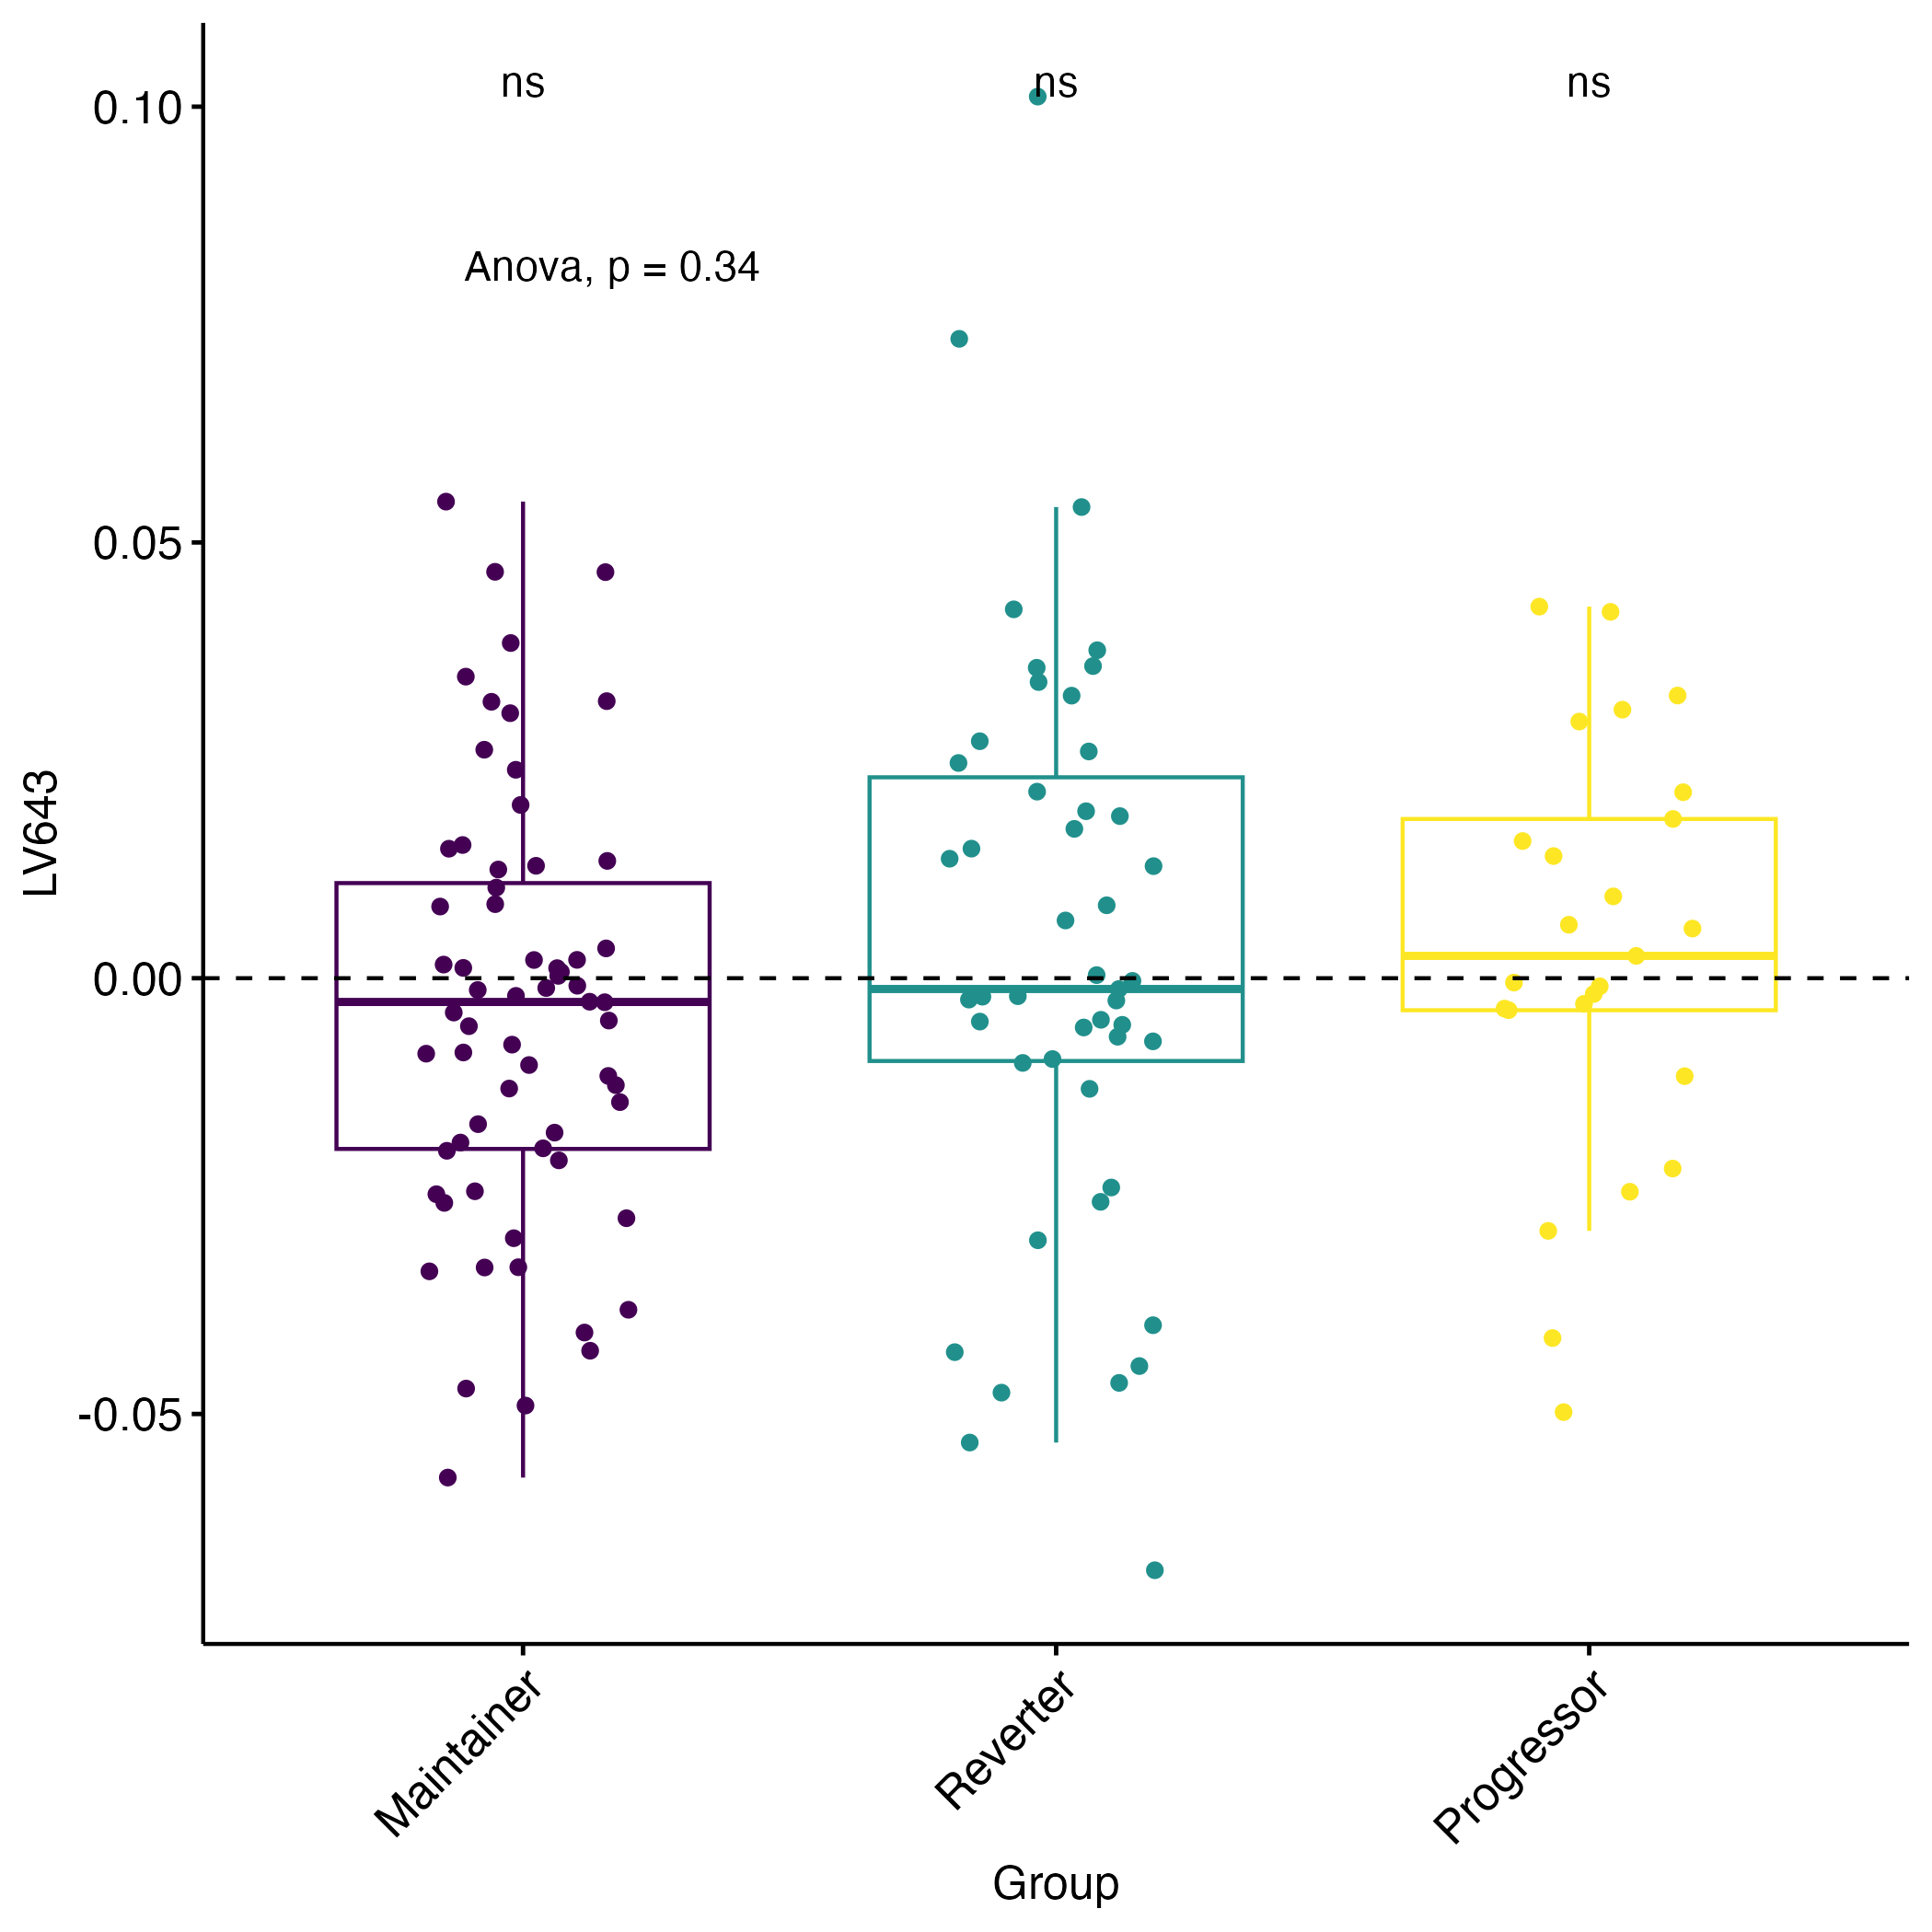 ns ns ns
Anova, p = 0.34
0.10
0.05
0.00
-0.05
LV643
Maintainer
Reverter
Progressor
Group